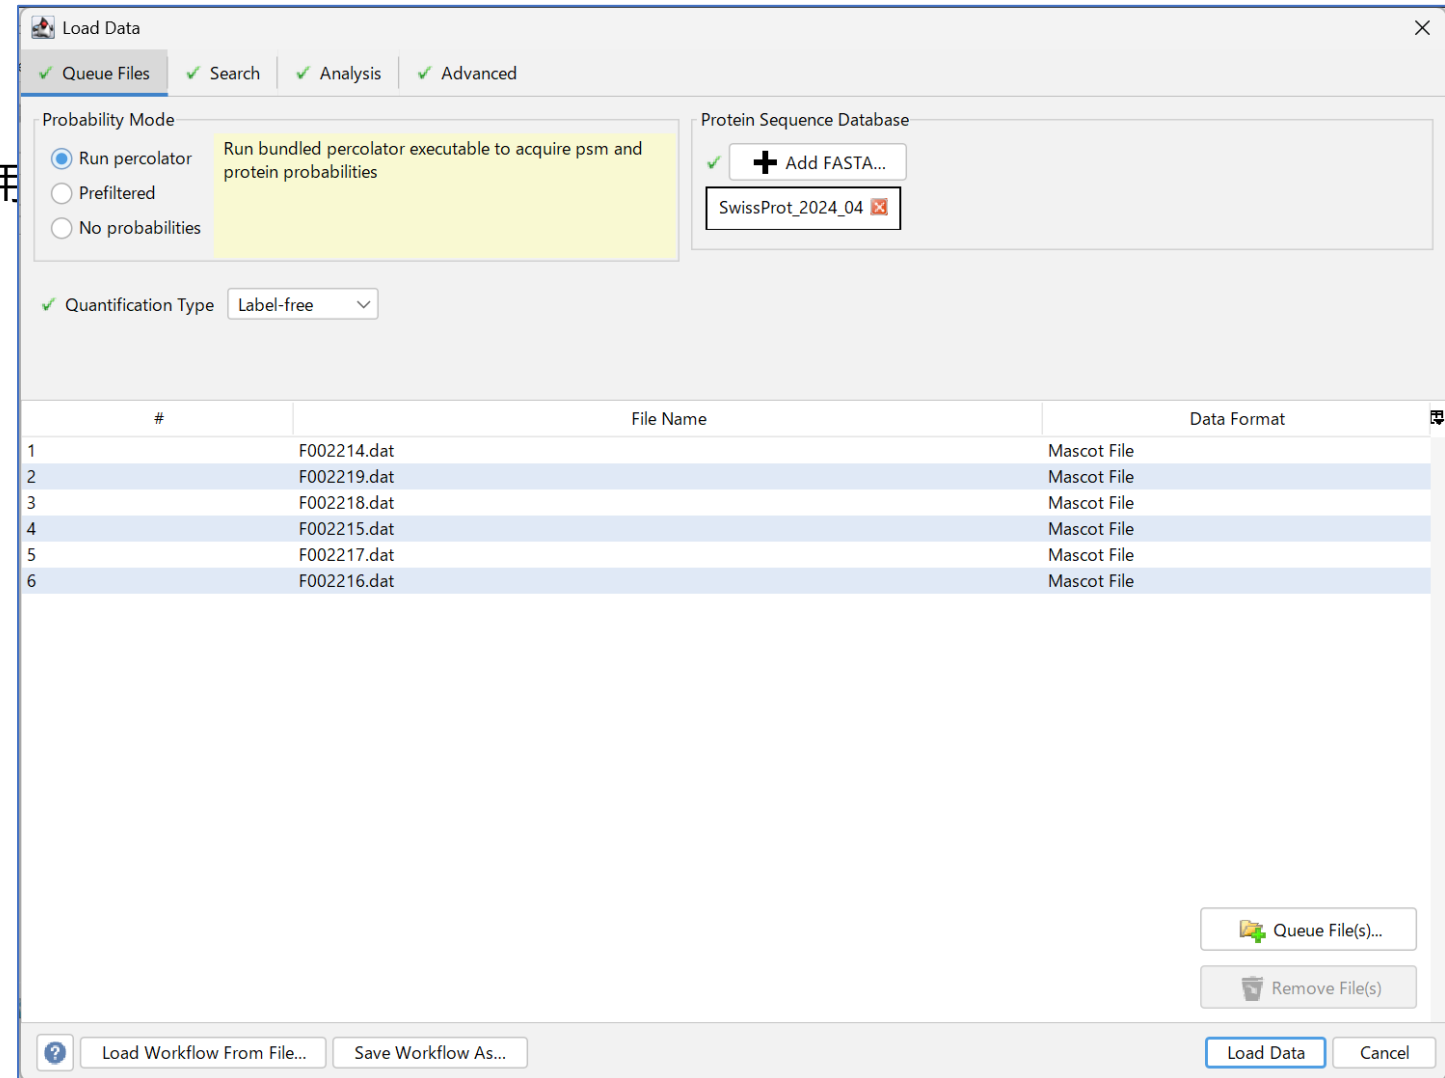 Load Data
Queue Files Search Analysis Advanced
Probability Mode
Run percolator
Prefiltered
No probabilities
Run bundled percolator executable to acquire psm and
protein probabilities
Protein Sequence Database
Add FASTA...
SwissProt_2024_04
Quantification Type Label-free
# File Name Data Format
1 F002214.dat Mascot File
2 F002219.dat Mascot File
3 F002218.dat Mascot File
4 F002215.dat Mascot File
5 F002217.dat Mascot File
6 F002216.dat Mascot File
Queue File(s)...
Remove File(s)
Load Workflow From File... Save Workflow As... Load Data Cancel